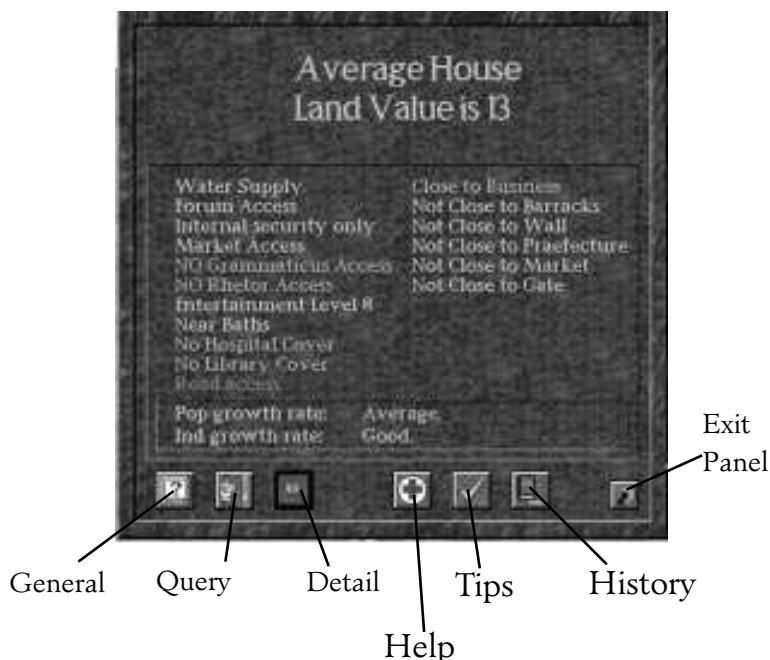 Average House
Land Value is 13
Water Supply
Forum Access
Internal security only
Market Access
NO Grammaticus Access
NO Rhetor Access
Entertainment Level 8
Near Baths
No Hospital Cover
No Library Cover
Road access
Close to Business
Not Close to Barracks
Not Close to Wall
Not Close to Praefecture
Not Close to Market
Not Close to Gate
Pop growth rate: Average.
Ind growth rate: Good.
Exit
Panel
General
Query
Detail
Tips
History
Help